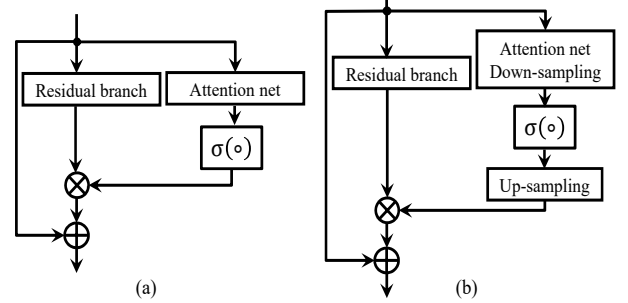 Residual branch
Attention net
σ(∘)
(a)
Residual branch
Attention net
Down-sampling
σ(∘)
Up-sampling
(b)